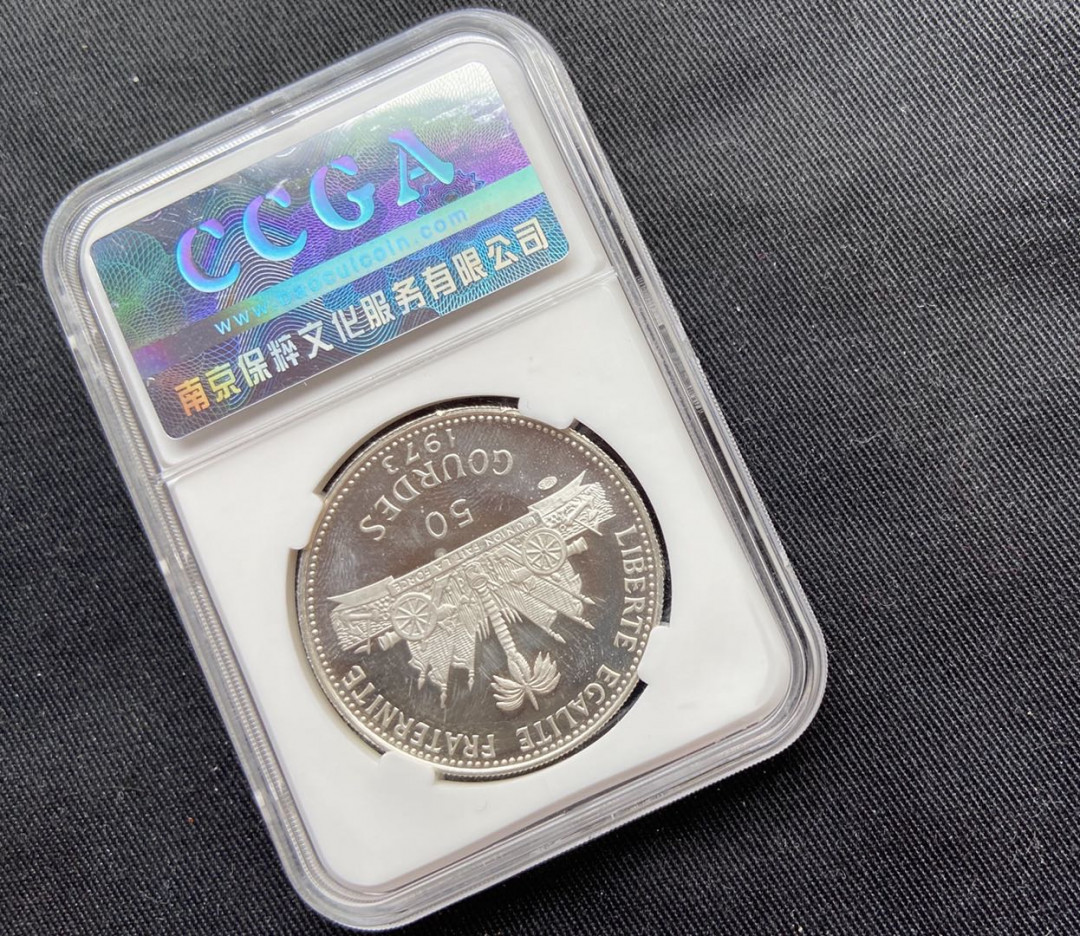 CCGA
南京保粹文化服务有限公司
LIBERTE EGALITE FRATERNITE
L'UNION FAIT LA FORCE
50
GOURDES
1973